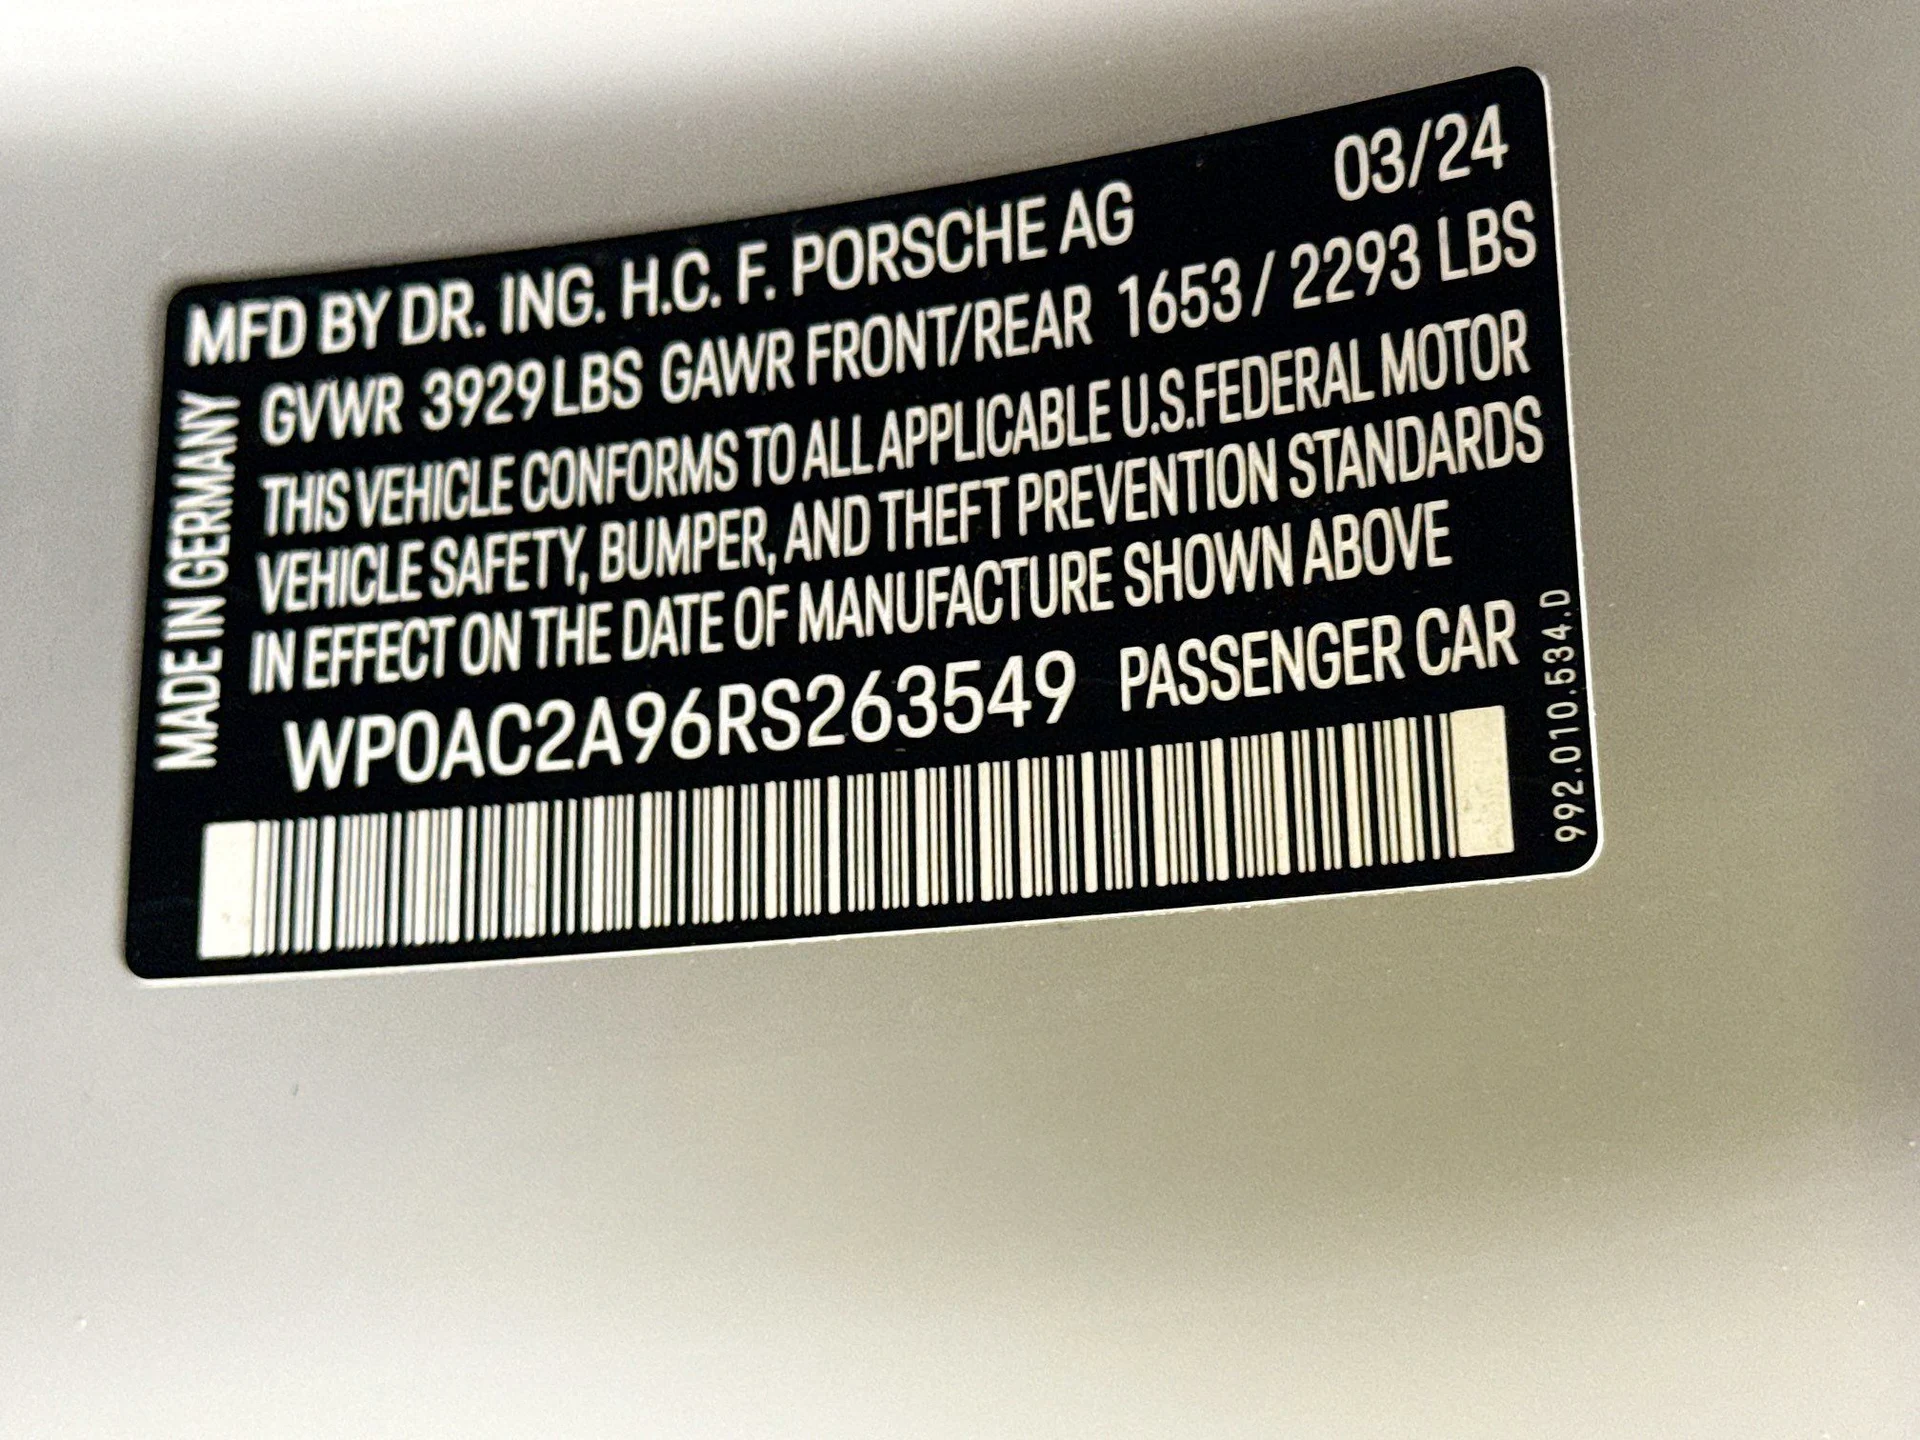 MFD BY DR. ING. H.C. F. PORSCHE AG 03/24
GVWR 3929 LBS GAWR FRONT/REAR 1653 / 2293 LBS
THIS VEHICLE CONFORMS TO ALL APPLICABLE U.S.FEDERAL MOTOR
VEHICLE SAFETY, BUMPER, AND THEFT PREVENTION STANDARDS
IN EFFECT ON THE DATE OF MANUFACTURE SHOWN ABOVE
WP0AC2A96RS263549 PASSENGER CAR
MADE IN GERMANY
992.010.534.D